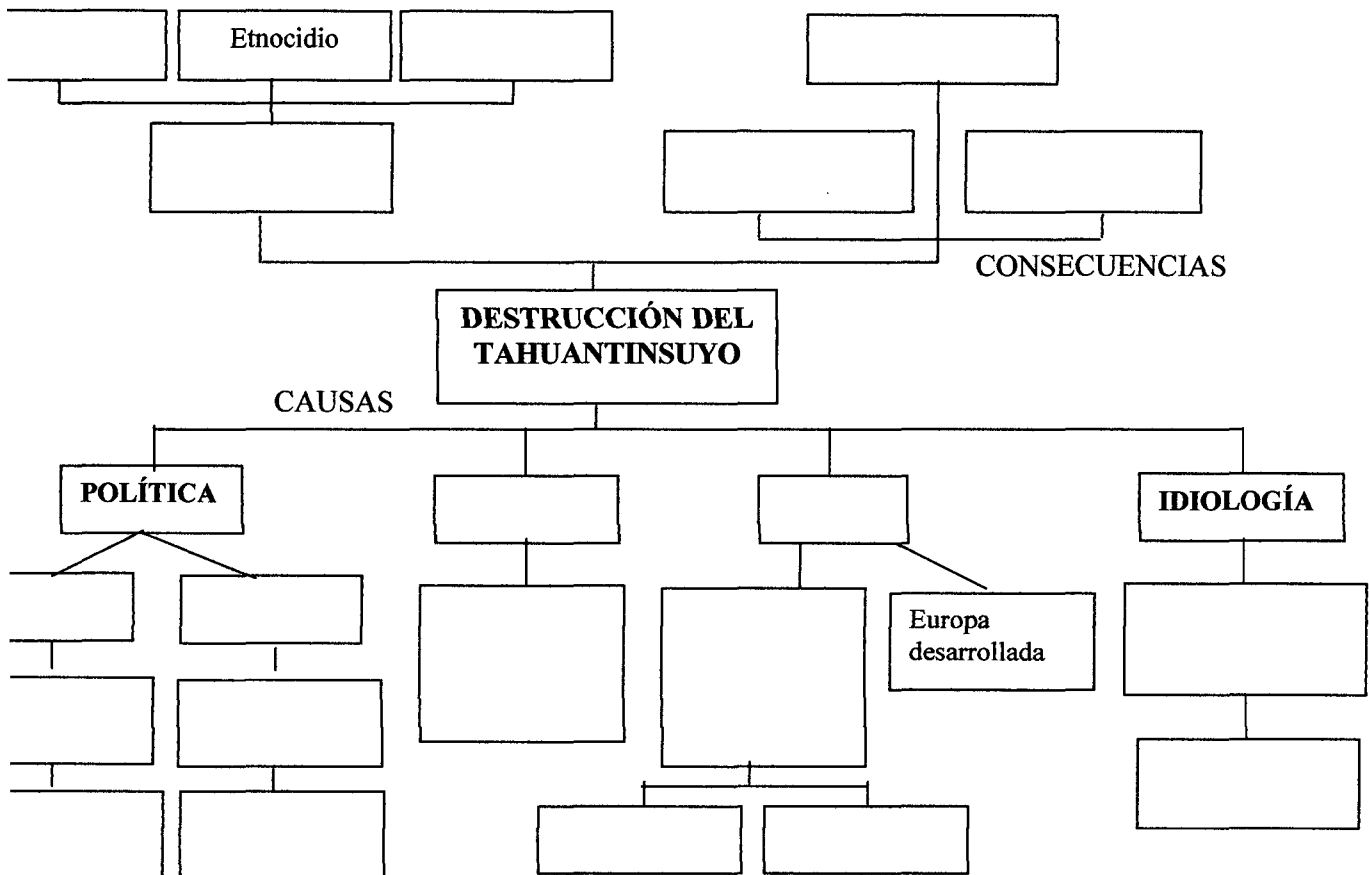 Etnocidio
CONSECUENCIAS
DESTRUCCIÓN DEL
TAHUANTINSUYO
CAUSAS
POLÍTICA
IDIOLOGÍA
Europa
desarrollada